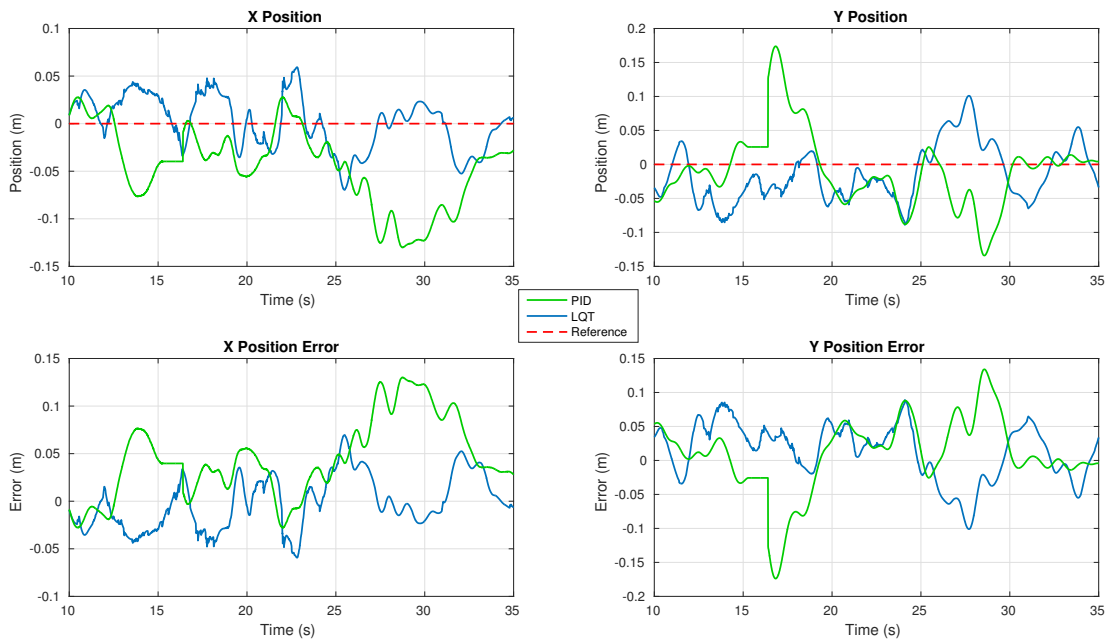 X Position
Position (m)
0.1
0.05
0
-0.05
-0.1
-0.15
10 15 20 25 30 35
Time (s)
Y Position
Position (m)
0.2
0.15
0.1
0.05
0
-0.05
-0.1
-0.15
10 15 20 25 30 35
Time (s)
PID
LQT
Reference
X Position Error
Error (m)
0.15
0.1
0.05
0
-0.05
-0.1
10 15 20 25 30 35
Time (s)
Y Position Error
Error (m)
0.15
0.1
0.05
0
-0.05
-0.1
-0.15
-0.2
10 15 20 25 30 35
Time (s)